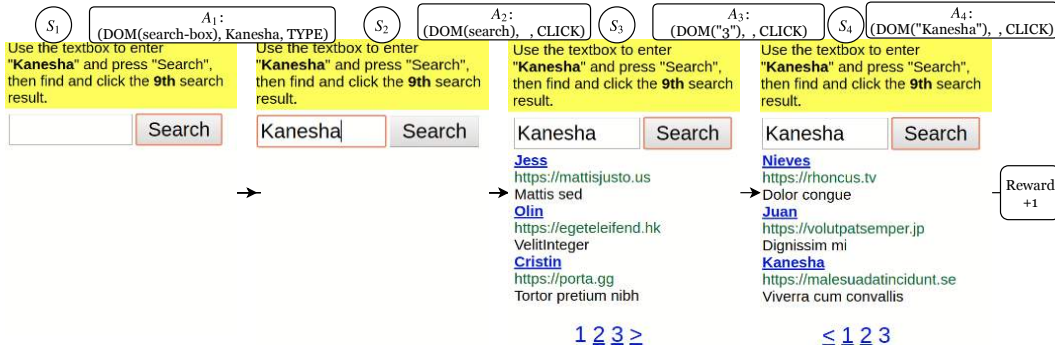 S1
A1:
(DOM(search-box), Kanesha, TYPE)
S2
A2:
(DOM(search), , CLICK)
S3
A3:
(DOM("3"), , CLICK)
S4
A4:
(DOM("Kanesha"), , CLICK)
Use the textbox to enter
"Kanesha" and press "Search",
then find and click the 9th search
result.
Search
Use the textbox to enter
"Kanesha" and press "Search",
then find and click the 9th search
result.
Kanesha
Search
Use the textbox to enter
"Kanesha" and press "Search",
then find and click the 9th search
result.
Kanesha
Search
Jess
https://mattisjusto.us
Mattis sed
Olin
https://egeteleifend.hk
VelitInteger
Cristin
https://porta.gg
Tortor pretium nibh
1 2 3 >
Use the textbox to enter
"Kanesha" and press "Search",
then find and click the 9th search
result.
Kanesha
Search
Nieves
https://rhoncus.tv
Dolor congue
Juan
https://volutpatsemper.jp
Dignissim mi
Kanesha
https://malesuadatincidunt.se
Viverra cum convallis
< 1 2 3
Reward
+1